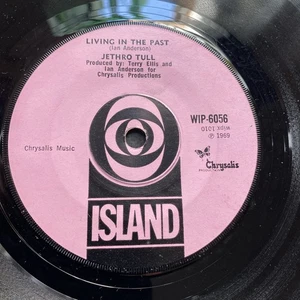 LIVING IN THE PAST
(Ian Anderson)
JETHRO TULL
Produced by: Terry Ellis and
Ian Anderson for
Chrysalis Productions
WIP-6056
℗ 1969
Chrysalis Music
Chrysalis
ISLAND